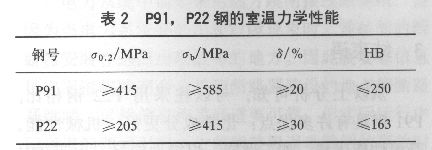 表 2 P91，P22 钢的室温力学性能
钢号 σ0.2/MPa σb/MPa δ/% HB
P91 ⩾415 ⩾585 ⩾20 ⩽250
P22 ⩾205 ⩾415 ⩾30 ⩽163